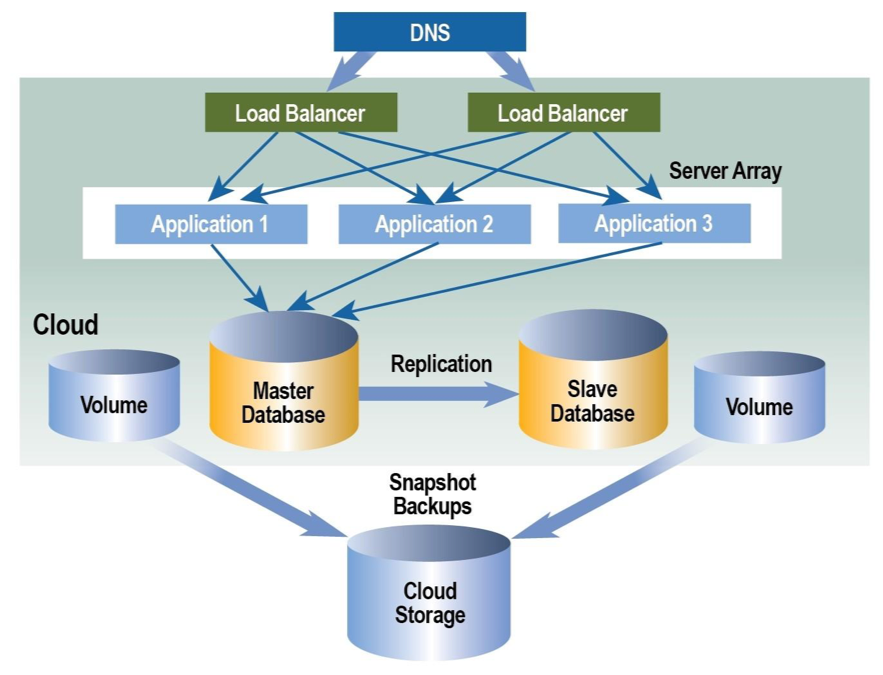 DNS
Load Balancer
Load Balancer
Server Array
Application 1
Application 2
Application 3
Cloud
Volume
Master
Database
Replication
Slave
Database
Volume
Snapshot
Backups
Cloud
Storage